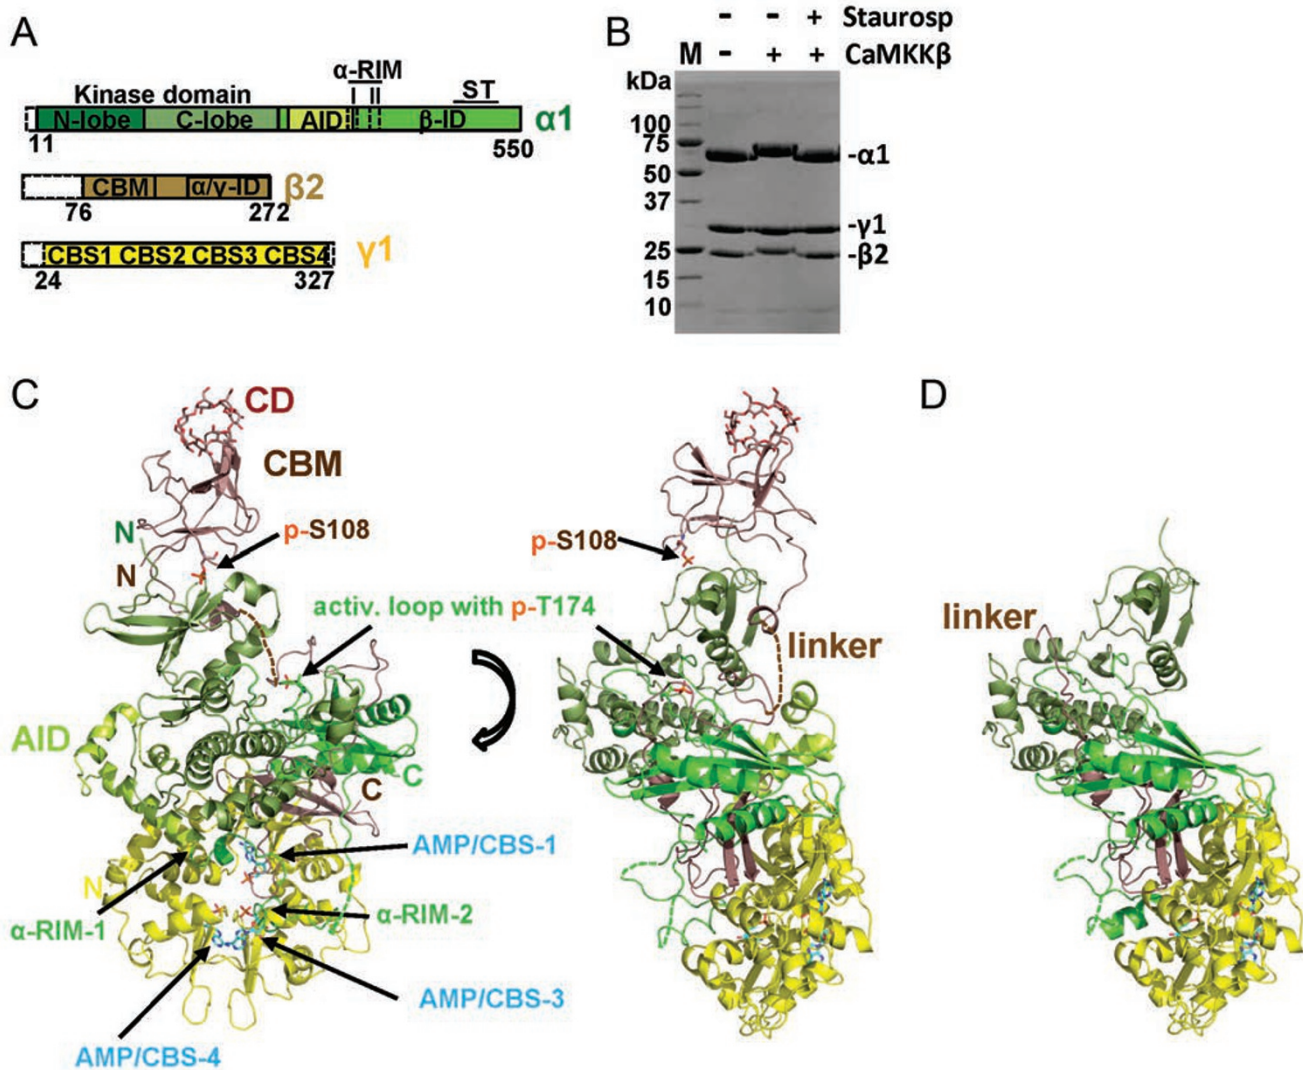 A
α-RIM
Kinase domain I II ST
N-lobe C-lobe AID β-ID α1
11 550
CBM α/γ-ID β2
76 272
CBS1 CBS2 CBS3 CBS4 γ1
24 327
B
- - + Staurosp
M - + + CaMKKβ
kDa
100
75
-α1
50
37
-γ1
25
-β2
15
10
C
CD
CBM
N
N
p-S108
activ. loop with p-T174
AID
C
C
AMP/CBS-1
N
α-RIM-1
α-RIM-2
AMP/CBS-3
AMP/CBS-4
p-S108
linker
D
linker